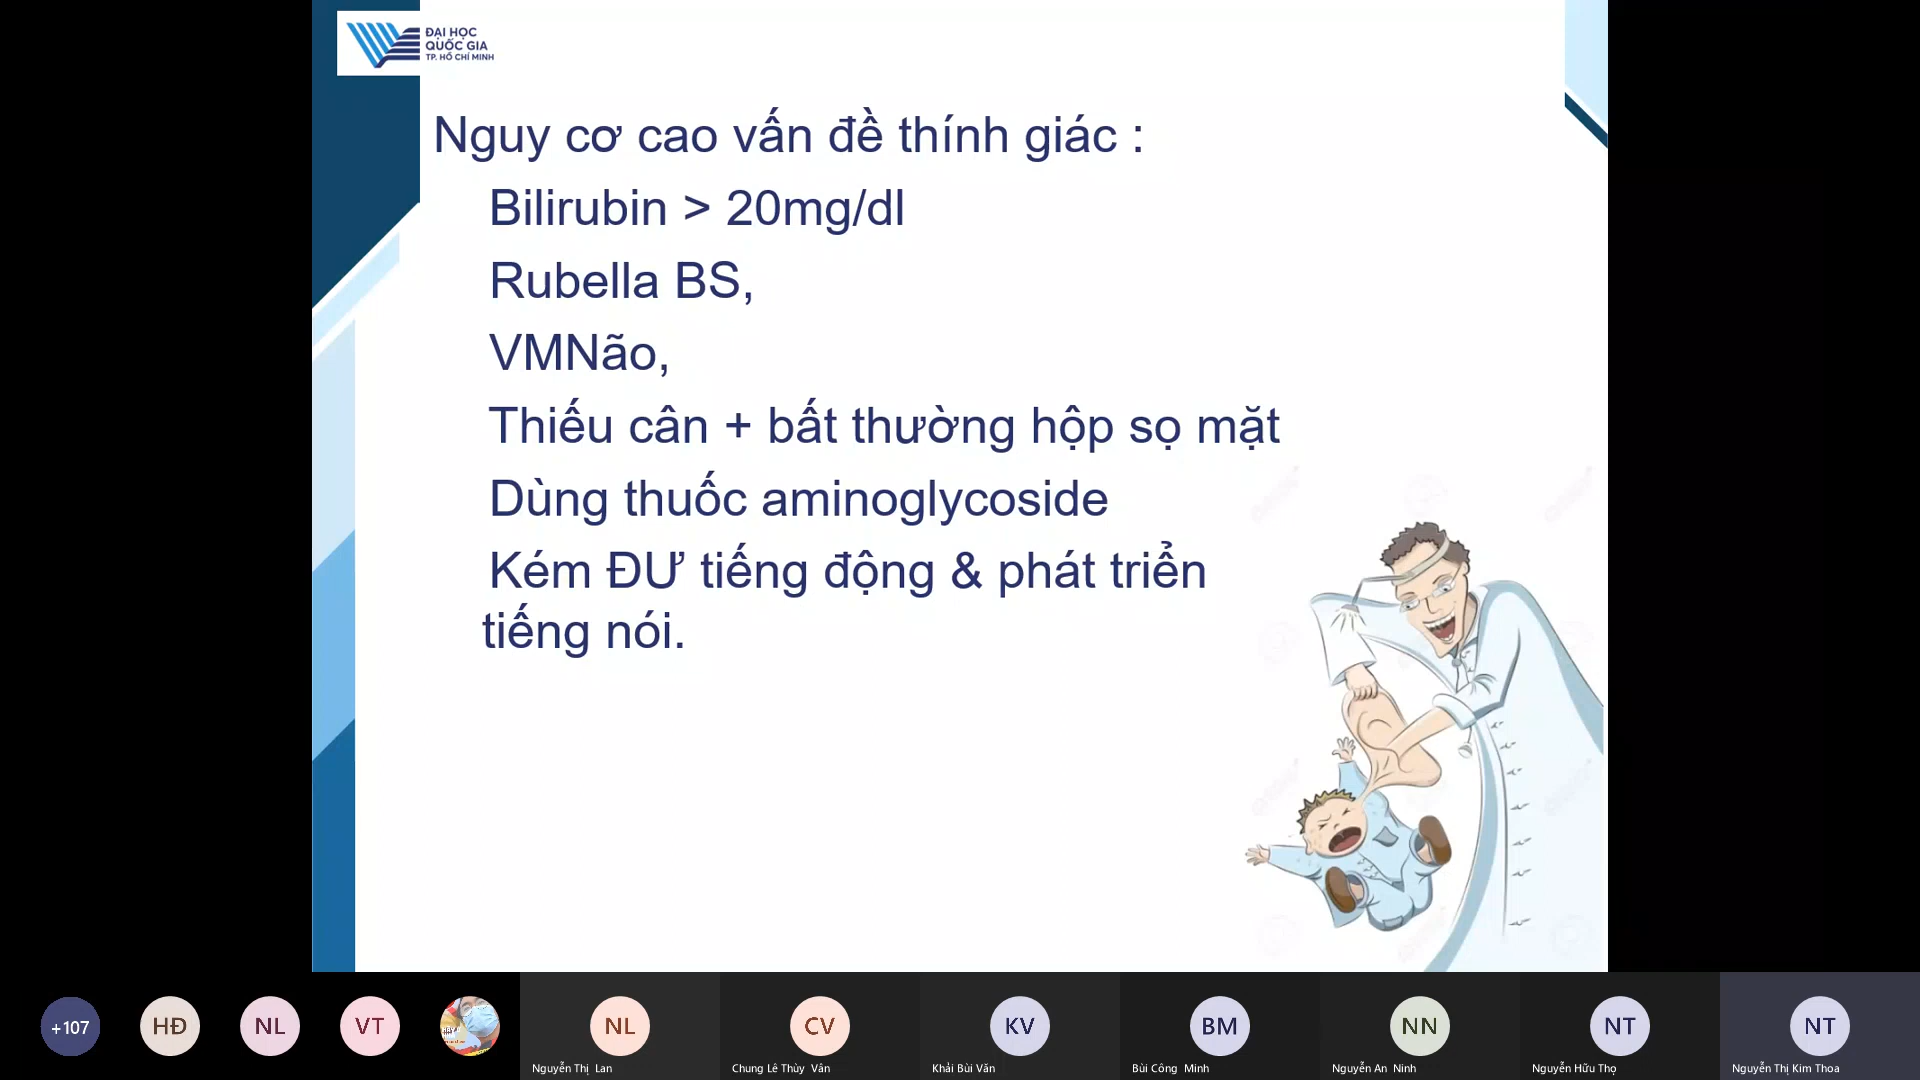 ĐẠI HỌC
QUỐC GIA
TP. HỒ CHÍ MINH
Nguy cơ cao vấn đề thính giác :
Bilirubin > 20mg/dl
Rubella BS,
VMNão,
Thiếu cân + bất thường hộp sọ mặt
Dùng thuốc aminoglycoside
Kém ĐƯ tiếng động & phát triển
tiếng nói.
+107
HĐ
NL
VT
NL
CV
KV
BM
NN
NT
NT
Nguyễn Thị Lan
Chung Lê Thùy Vân
Khải Bùi Văn
Bùi Công Minh
Nguyễn An Ninh
Nguyễn Hữu Thọ
Nguyễn Thị Kim Thoa